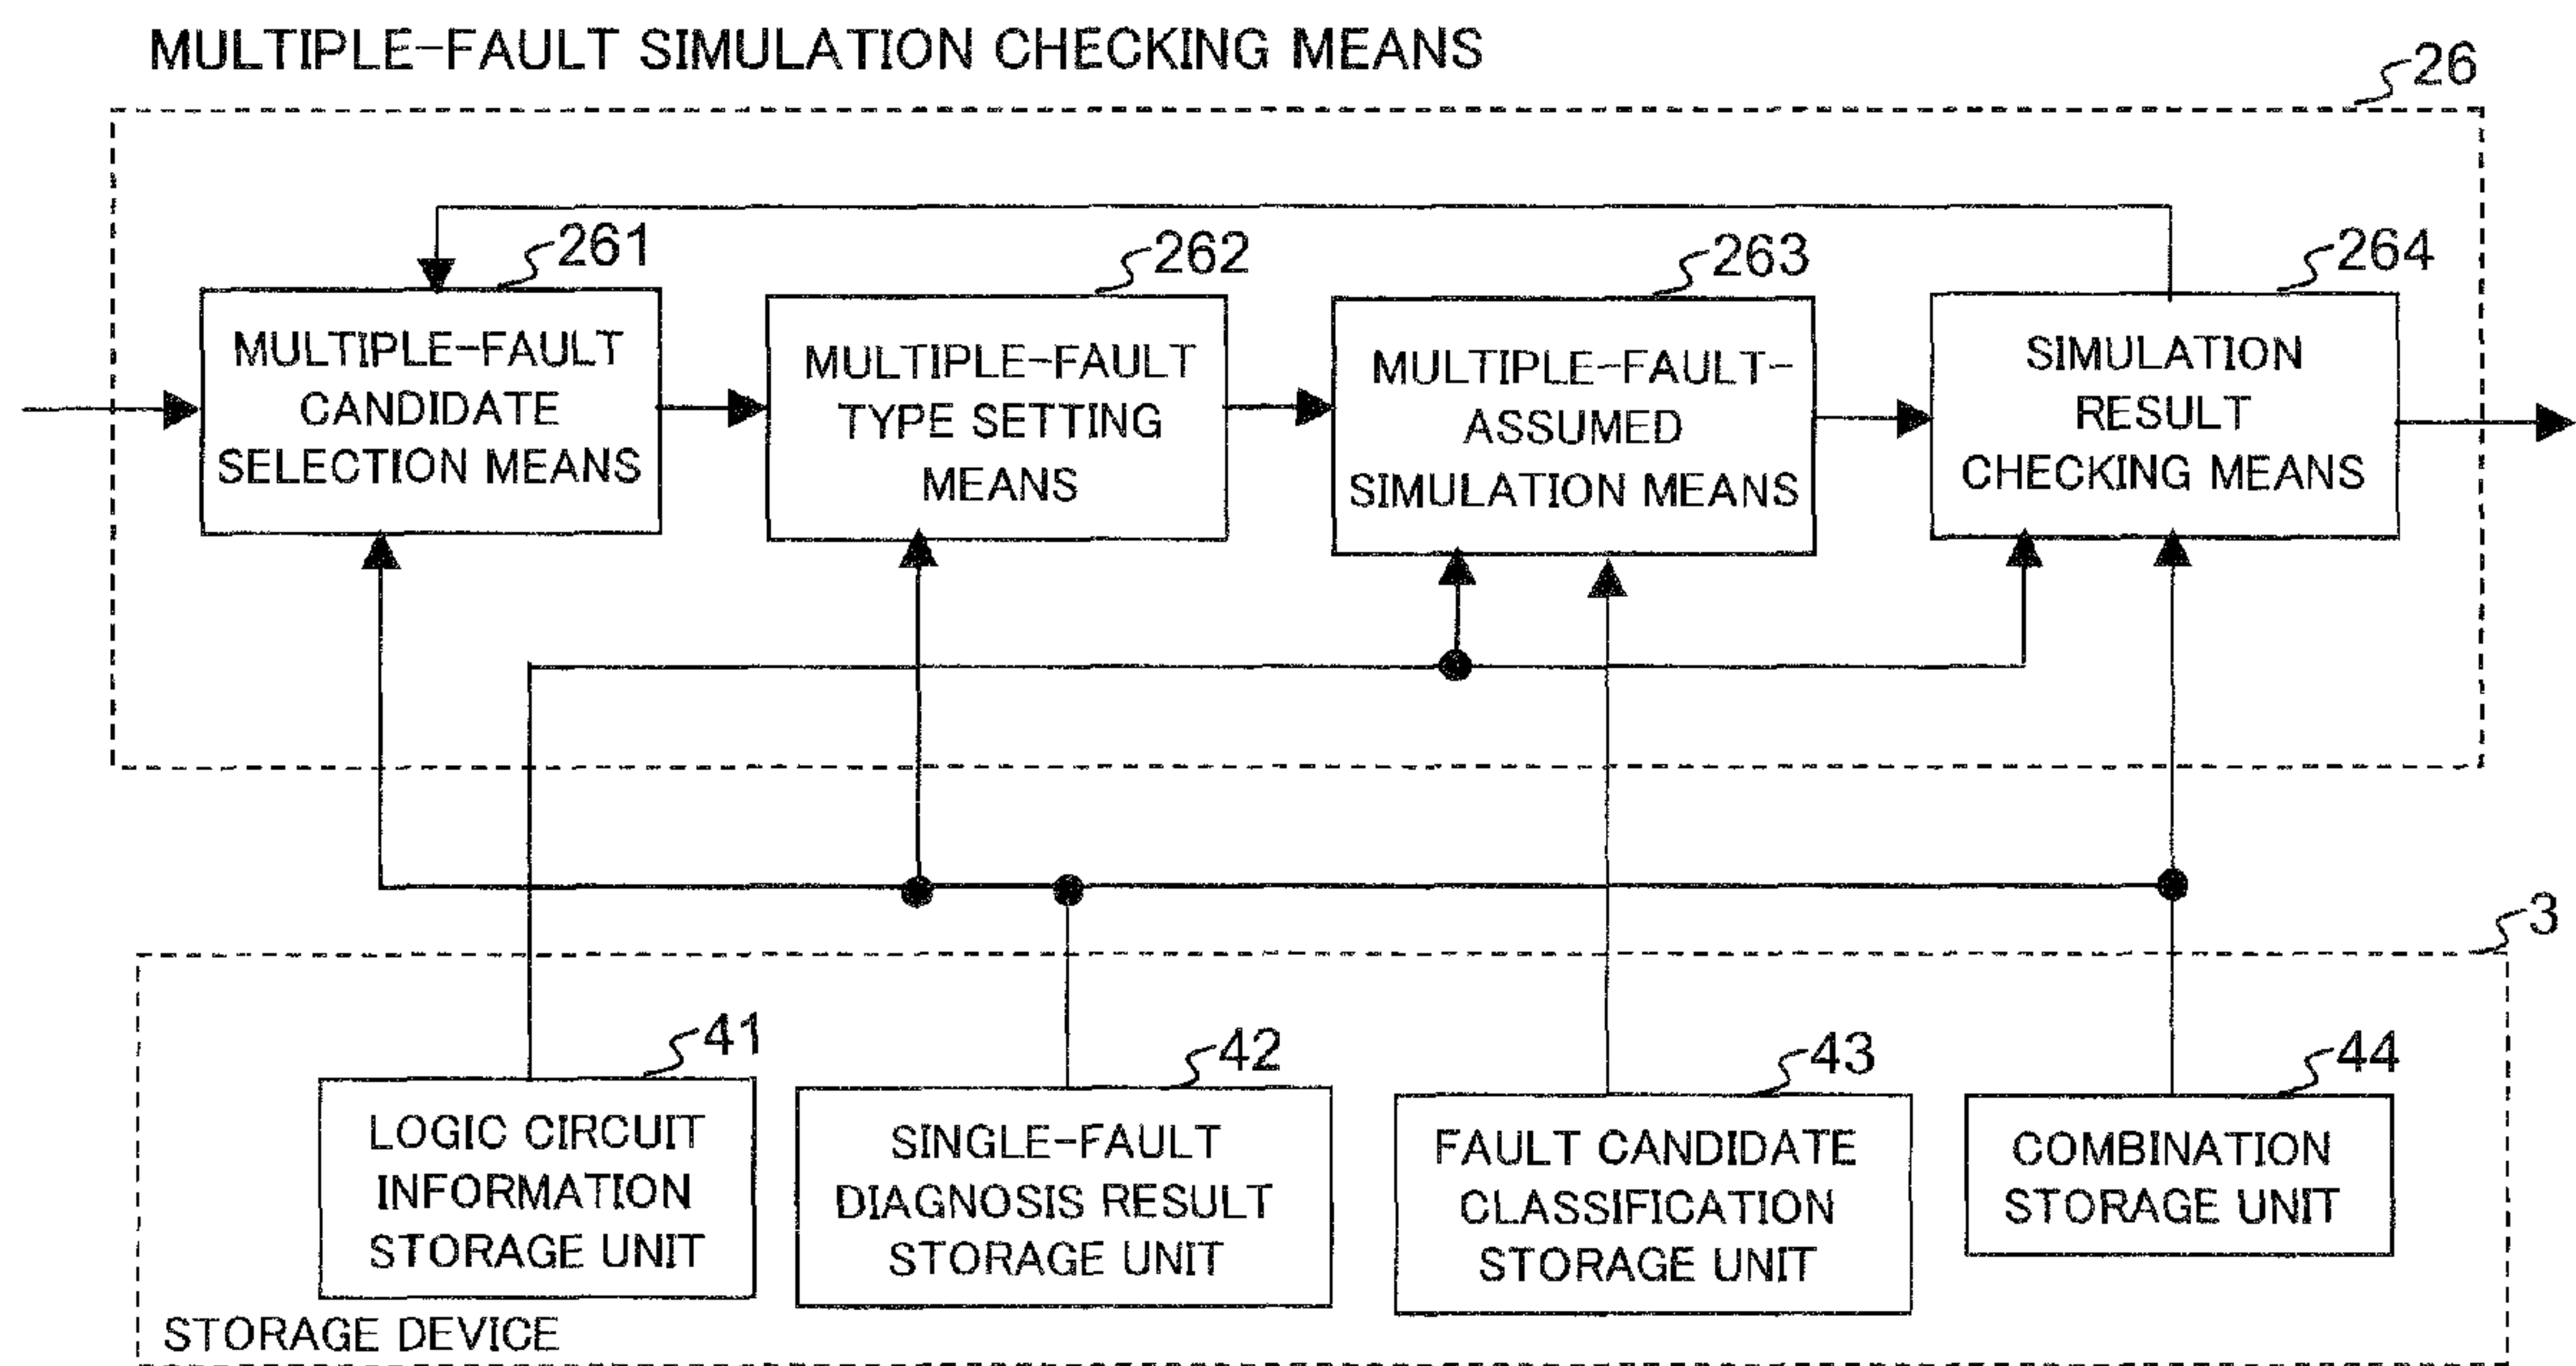 MULTIPLE-FAULT SIMULATION CHECKING MEANS
26
261
262
263
264
MULTIPLE-FAULT
CANDIDATE
SELECTION MEANS
MULTIPLE-FAULT
TYPE SETTING
MEANS
MULTIPLE-FAULT-
ASSUMED
SIMULATION MEANS
SIMULATION
RESULT
CHECKING MEANS
3
41
42
43
44
LOGIC CIRCUIT
INFORMATION
STORAGE UNIT
SINGLE-FAULT
DIAGNOSIS RESULT
STORAGE UNIT
FAULT CANDIDATE
CLASSIFICATION
STORAGE UNIT
COMBINATION
STORAGE UNIT
STORAGE DEVICE